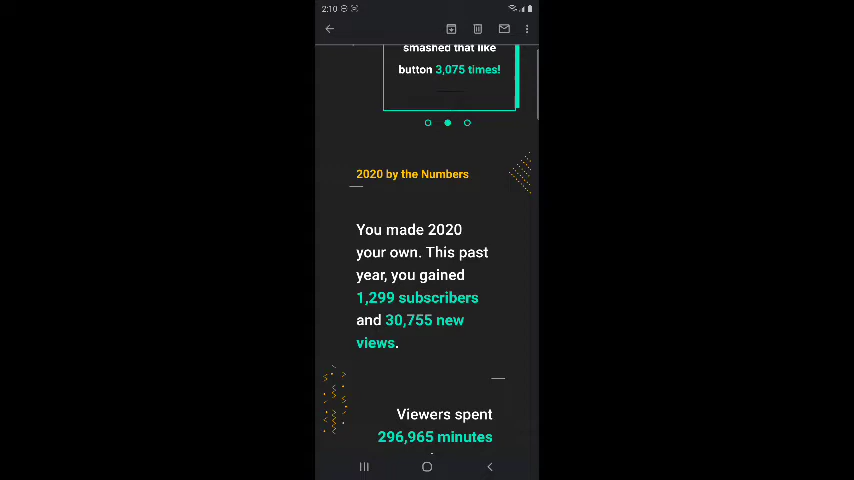 2:10
smashed that like
button 3,075 times!
2020 by the Numbers
You made 2020
your own. This past
year, you gained
1,299 subscribers
and 30,755 new
views.
Viewers spent
296,965 minutes